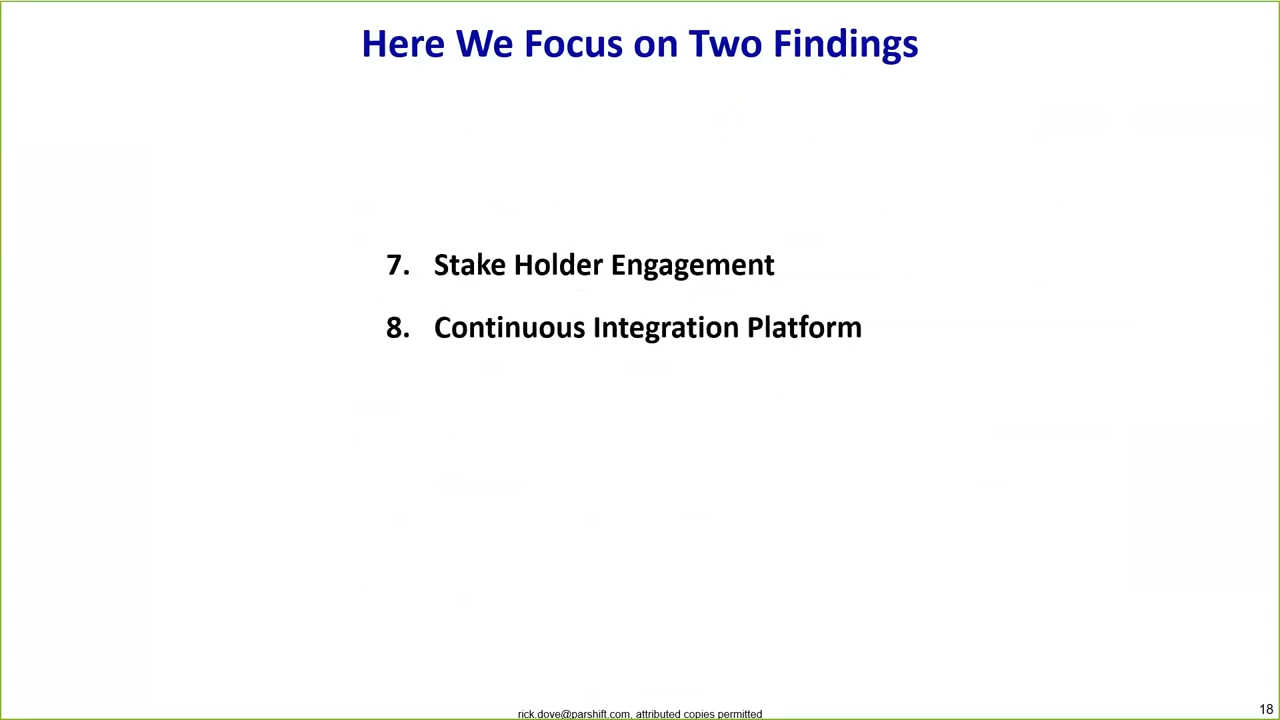 Here We Focus on Two Findings
7. Stake Holder Engagement
8. Continuous Integration Platform
rick.dove@parshift.com, attributed copies permitted
18